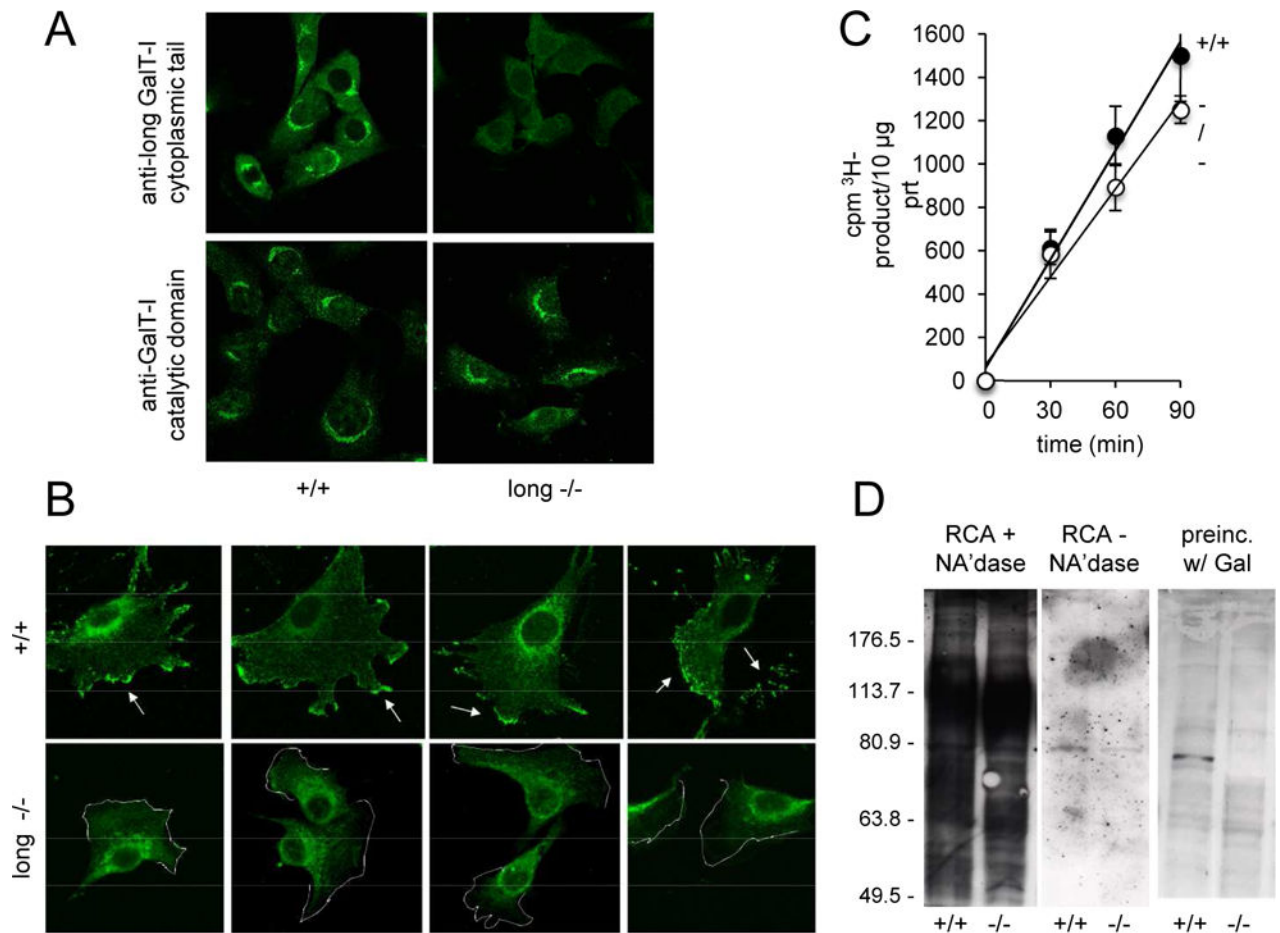 A
anti-long GalT-I
cytoplasmic tail
anti-GalT-I
catalytic domain
+/+
long -/-
B
+/+
long -/-
C
cpm ³H-
product/10 µg
prt
1600
1400
1200
1000
800
600
400
200
0
0 30 60 90
time (min)
+/+
-
/
-
D
RCA +
NA'dase
RCA -
NA'dase
preinc.
w/ Gal
176.5 -
113.7 -
80.9 -
63.8 -
49.5 -
+/+ -/- +/+ -/- +/+ -/-